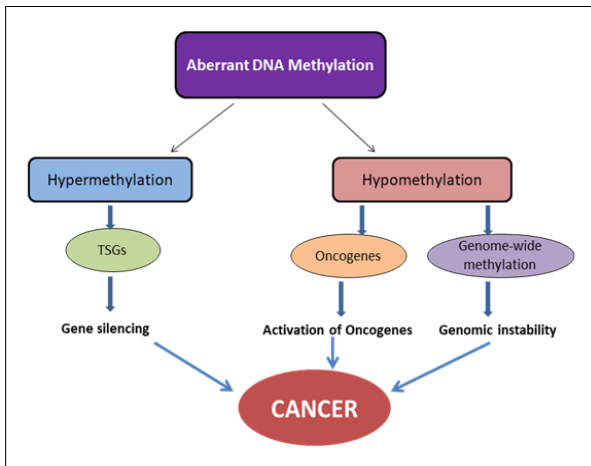 Aberrant DNA Methylation
Hypermethylation
Hypomethylation
TSGs
Oncogenes
Genome-wide
methylation
Gene silencing
Activation of Oncogenes
Genomic instability
CANCER